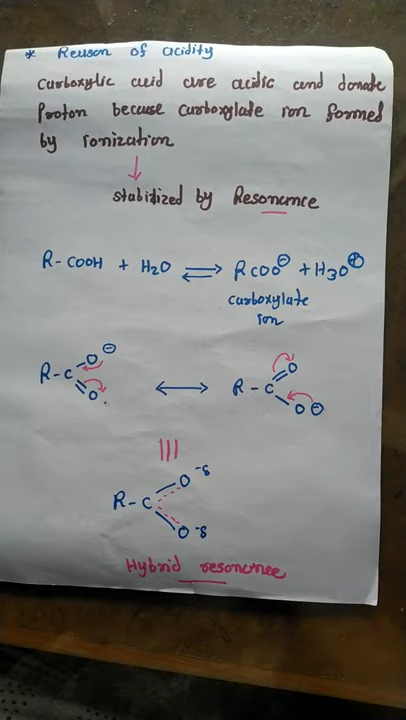 * Reason of acidity
Carboxylic acid are acidic and donate
Proton because carboxylate ion formed
by ionization
↓
stabilized by Resonance
R-COOH + H2O ⇌ RCOO⊖ + H3O⊕
carboxylate
ion
R-C O⊖ O ⟷ R-C O O⊖
|||
R-C O-δ O-δ
Hybrid resonance